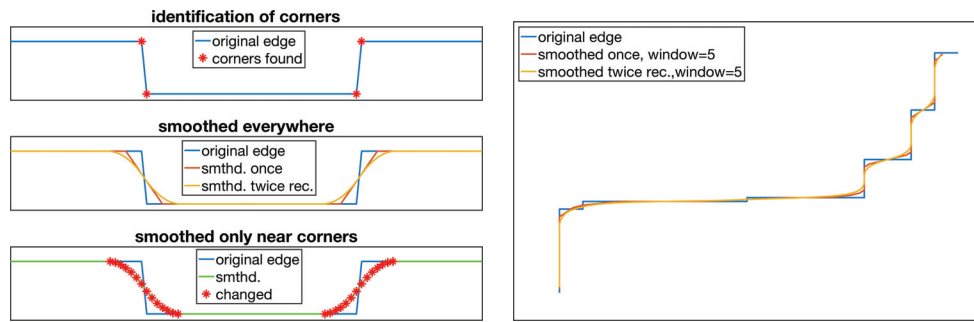 identification of corners
original edge
corners found
smoothed everywhere
original edge
smthd. once
smthd. twice rec.
smoothed only near corners
original edge
smthd.
changed
original edge
smoothed once, window=5
smoothed twice rec.,window=5